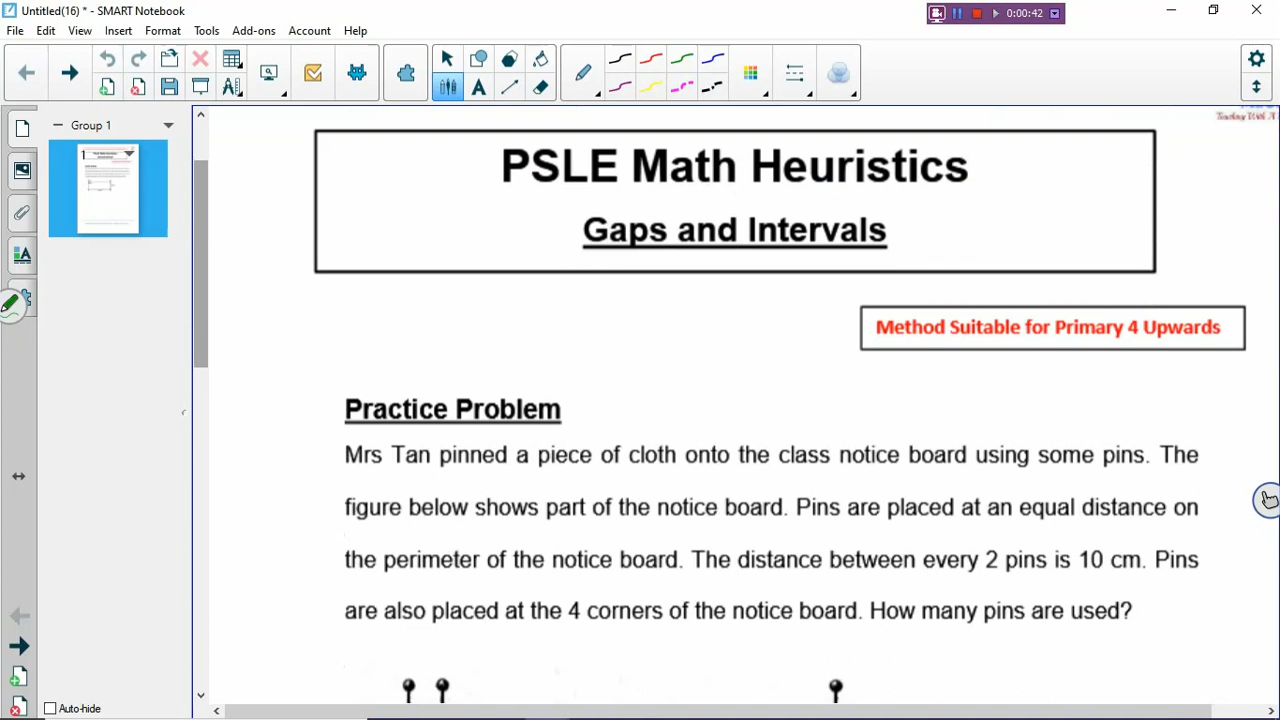 Untitled(16) * - SMART Notebook
0:00:42
File Edit View Insert Format Tools Add-ons Account Help
Group 1
1
Teaching With A
PSLE Math Heuristics
Gaps and Intervals
Method Suitable for Primary 4 Upwards
Practice Problem
Mrs Tan pinned a piece of cloth onto the class notice board using some pins. The
figure below shows part of the notice board. Pins are placed at an equal distance on
the perimeter of the notice board. The distance between every 2 pins is 10 cm. Pins
are also placed at the 4 corners of the notice board. How many pins are used?
Auto-hide